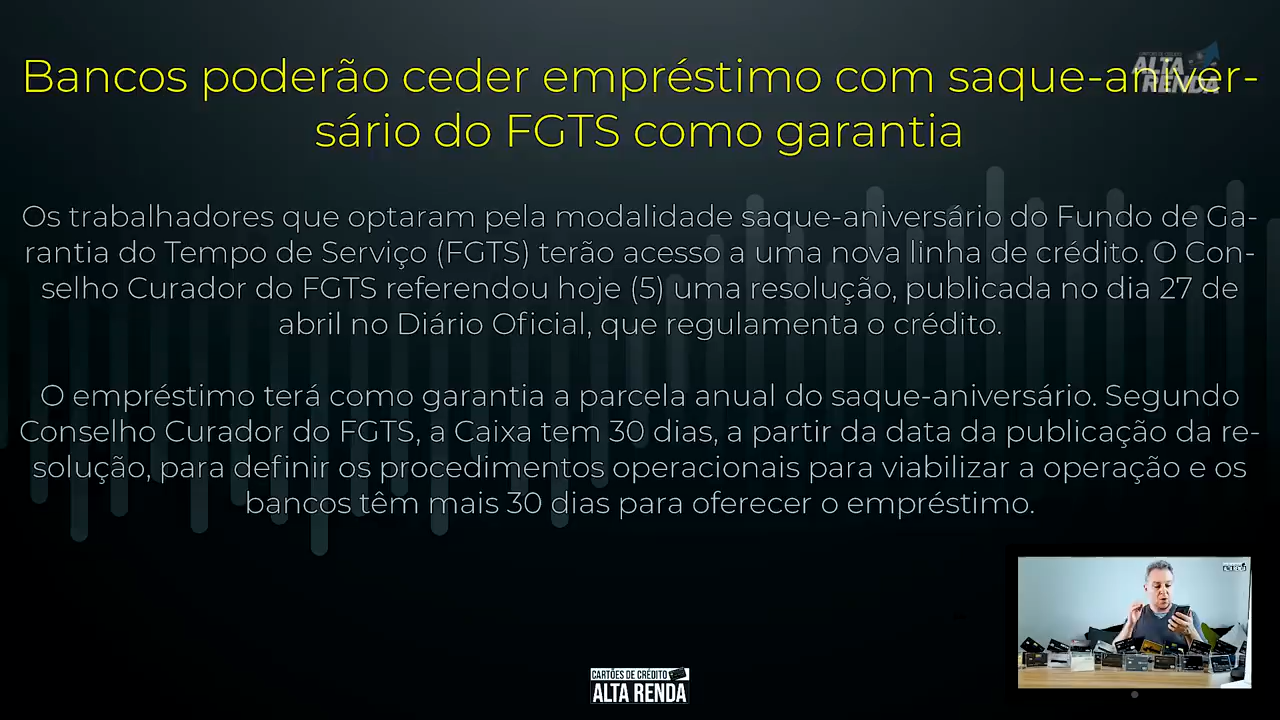 Bancos poderão ceder empréstimo com saque-aniver-
sário do FGTS como garantia
ALTA
RENDA
Os trabalhadores que optaram pela modalidade saque-aniversário do Fundo de Ga-
rantia do Tempo de Serviço (FGTS) terão acesso a uma nova linha de crédito. O Con-
selho Curador do FGTS referendou hoje (5) uma resolução, publicada no dia 27 de
abril no Diário Oficial, que regulamenta o crédito.
O empréstimo terá como garantia a parcela anual do saque-aniversário. Segundo
Conselho Curador do FGTS, a Caixa tem 30 dias, a partir da data da publicação da re-
solução, para definir os procedimentos operacionais para viabilizar a operação e os
bancos têm mais 30 dias para oferecer o empréstimo.
CARTÕES DE CRÉDITO
ALTA RENDA